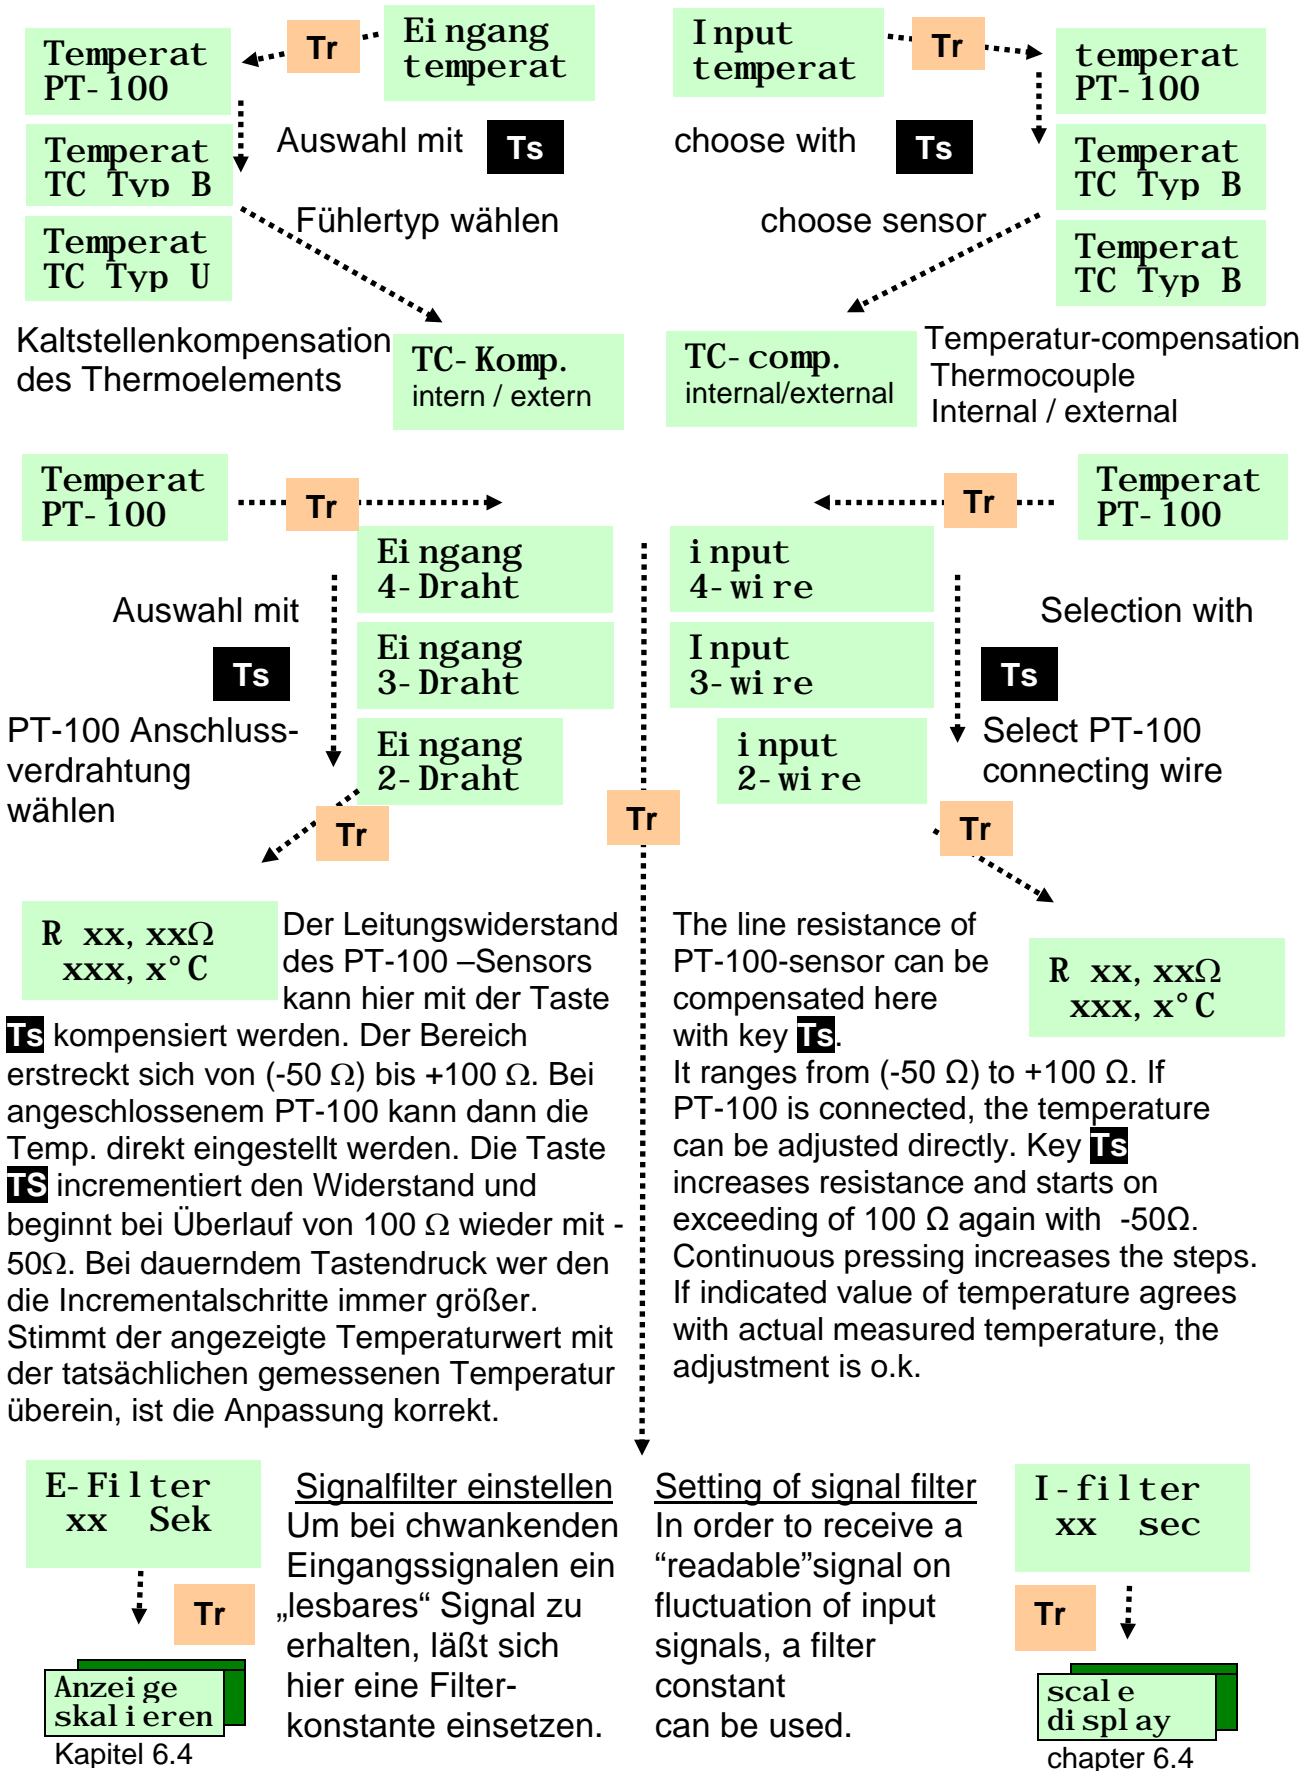 Temperat
PT-100
Tr
Eingang
temperat
Temperat
TC Typ B
Auswahl mit Ts
Fühlertyp wählen
Temperat
TC Typ U
Kaltstellenkompensation
des Thermoelements
TC-Komp.
intern / extern
Input
temperat
Tr
temperat
PT-100
choose with Ts
Temperat
TC Typ B
choose sensor
Temperat
TC Typ B
TC-comp.
internal/external
Temperatur-compensation
Thermocouple
Internal / external
Temperat
PT-100
Tr
Eingang
4-Draht
Auswahl mit
Ts
Eingang
3-Draht
PT-100 Anschluss-
verdrahtung
wählen
Eingang
2-Draht
Tr
Tr
Tr
Temperat
PT-100
input
4-wire
Selection with
Input
3-wire
Ts
Select PT-100
connecting wire
input
2-wire
Tr
R xx,xxΩ
xxx,x°C
Der Leitungswiderstand
des PT-100 –Sensors
kann hier mit der Taste
Ts kompensiert werden. Der Bereich
erstreckt sich von (-50 Ω) bis +100 Ω. Bei
angeschlossenem PT-100 kann dann die
Temp. direkt eingestellt werden. Die Taste
TS incrementiert den Widerstand und
beginnt bei Überlauf von 100 Ω wieder mit -
50Ω. Bei dauerndem Tastendruck wer den
die Incrementalschritte immer größer.
Stimmt der angezeigte Temperaturwert mit
der tatsächlichen gemessenen Temperatur
überein, ist die Anpassung korrekt.
The line resistance of
PT-100-sensor can be
compensated here
with key Ts.
R xx,xxΩ
xxx,x°C
It ranges from (-50 Ω) to +100 Ω. If
PT-100 is connected, the temperature
can be adjusted directly. Key Ts
increases resistance and starts on
exceeding of 100 Ω again with -50Ω.
Continuous pressing increases the steps.
If indicated value of temperature agrees
with actual measured temperature, the
adjustment is o.k.
E-Filter
xx Sek
Tr
Anzeige
skalieren
Kapitel 6.4
Signalfilter einstellen
Um bei chwankenden
Eingangssignalen ein
„lesbares“ Signal zu
erhalten, läßt sich
hier eine Filter-
konstante einsetzen.
Setting of signal filter
In order to receive a
“readable”signal on
fluctuation of input
signals, a filter
constant
can be used.
I-filter
xx sec
Tr
scale
display
chapter 6.4